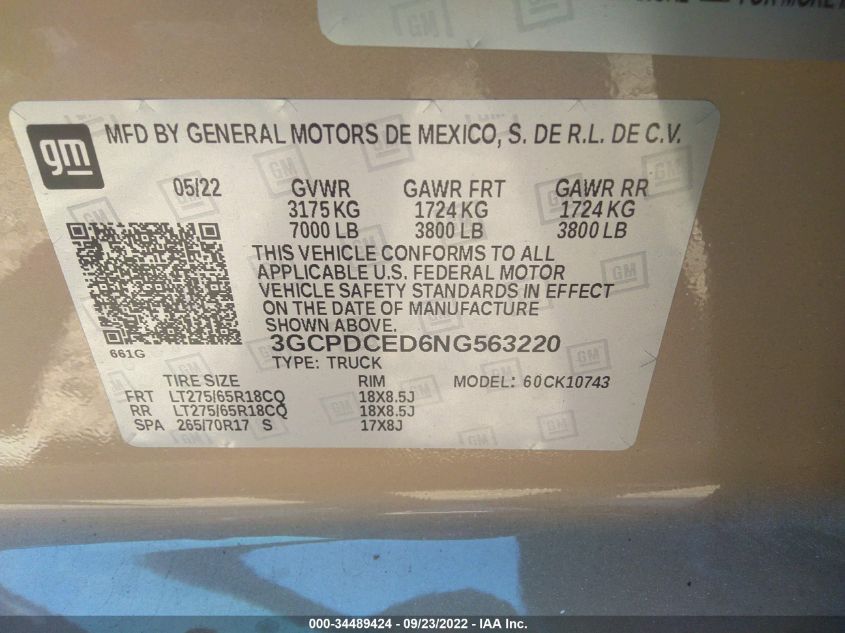 FOR MORE
gm
MFD BY GENERAL MOTORS DE MEXICO, S. DE R.L. DE C.V.
05/22 GVWR GAWR FRT GAWR RR
3175 KG 1724 KG 1724 KG
7000 LB 3800 LB 3800 LB
THIS VEHICLE CONFORMS TO ALL
APPLICABLE U.S. FEDERAL MOTOR
VEHICLE SAFETY STANDARDS IN EFFECT
ON THE DATE OF MANUFACTURE
SHOWN ABOVE.
661G
3GCPDCED6NG563220
TYPE: TRUCK
TIRE SIZE RIM MODEL: 60CK10743
FRT LT275/65R18CQ 18X8.5J
RR LT275/65R18CQ 18X8.5J
SPA 265/70R17 S 17X8J
000-34489424 - 09/23/2022 - IAA Inc.